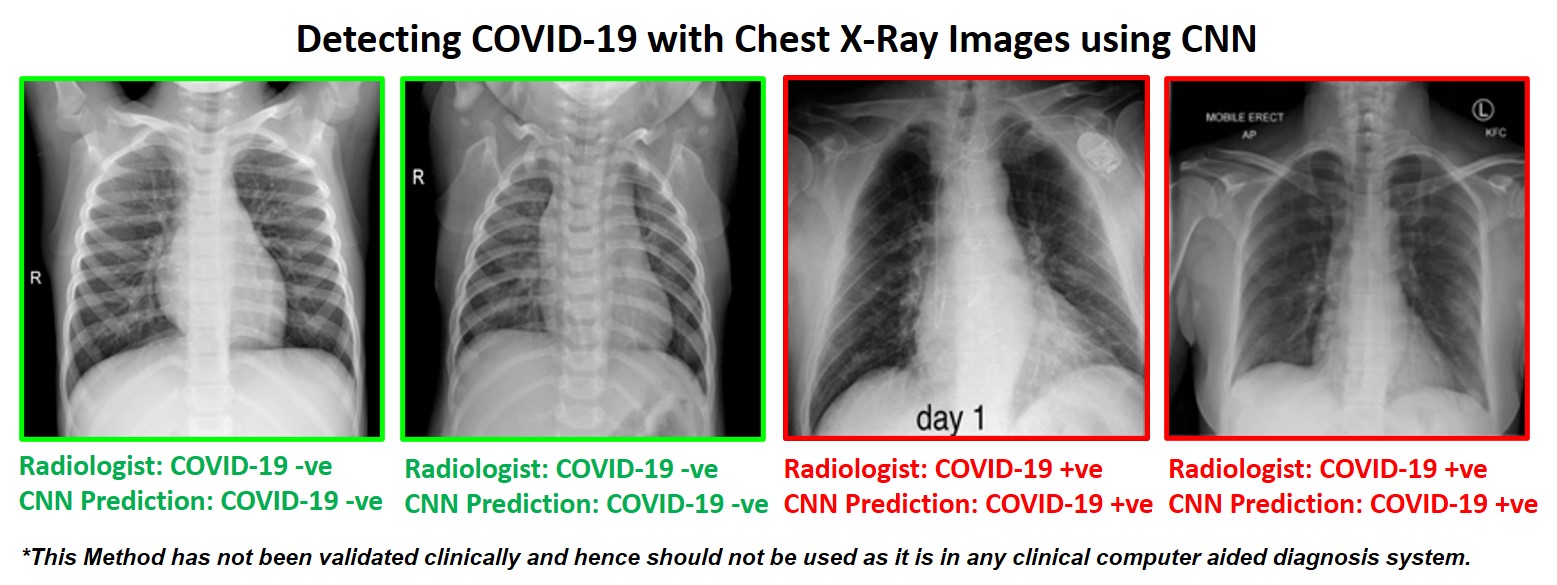 Detecting COVID-19 with Chest X-Ray Images using CNN
R
R
day 1
MOBILE ERECT
AP
L
KFC
Radiologist: COVID-19 -ve
CNN Prediction: COVID-19 -ve
Radiologist: COVID-19 -ve
CNN Prediction: COVID-19 -ve
Radiologist: COVID-19 +ve
CNN Prediction: COVID-19 +ve
Radiologist: COVID-19 +ve
CNN Prediction: COVID-19 +ve
*This Method has not been validated clinically and hence should not be used as it is in any clinical computer aided diagnosis system.